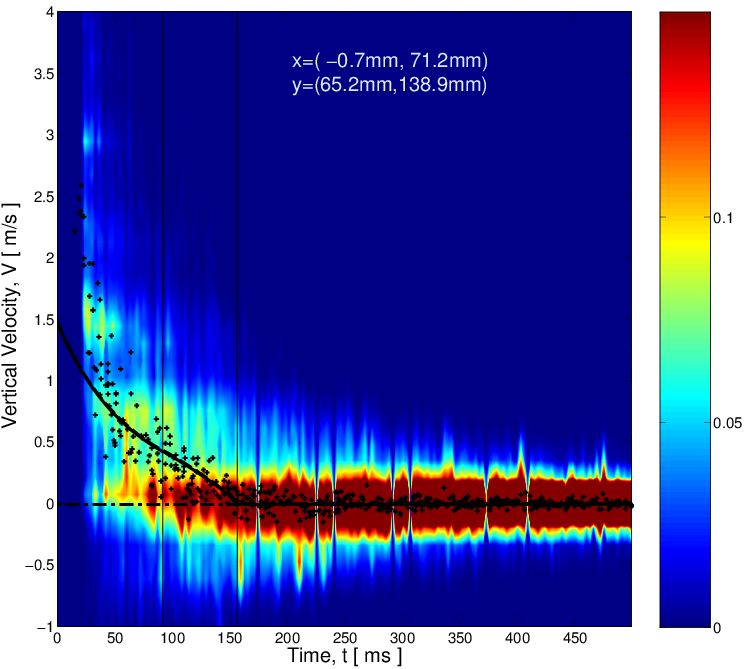 x=( −0.7mm, 71.2mm)
y=(65.2mm,138.9mm)
Vertical Velocity, V [ m/s ]
4
3.5
3
2.5
2
1.5
1
0.5
0
−0.5
−1
0 50 100 150 200 250 300 350 400 450
Time, t [ ms ]
0.1
0.05
0